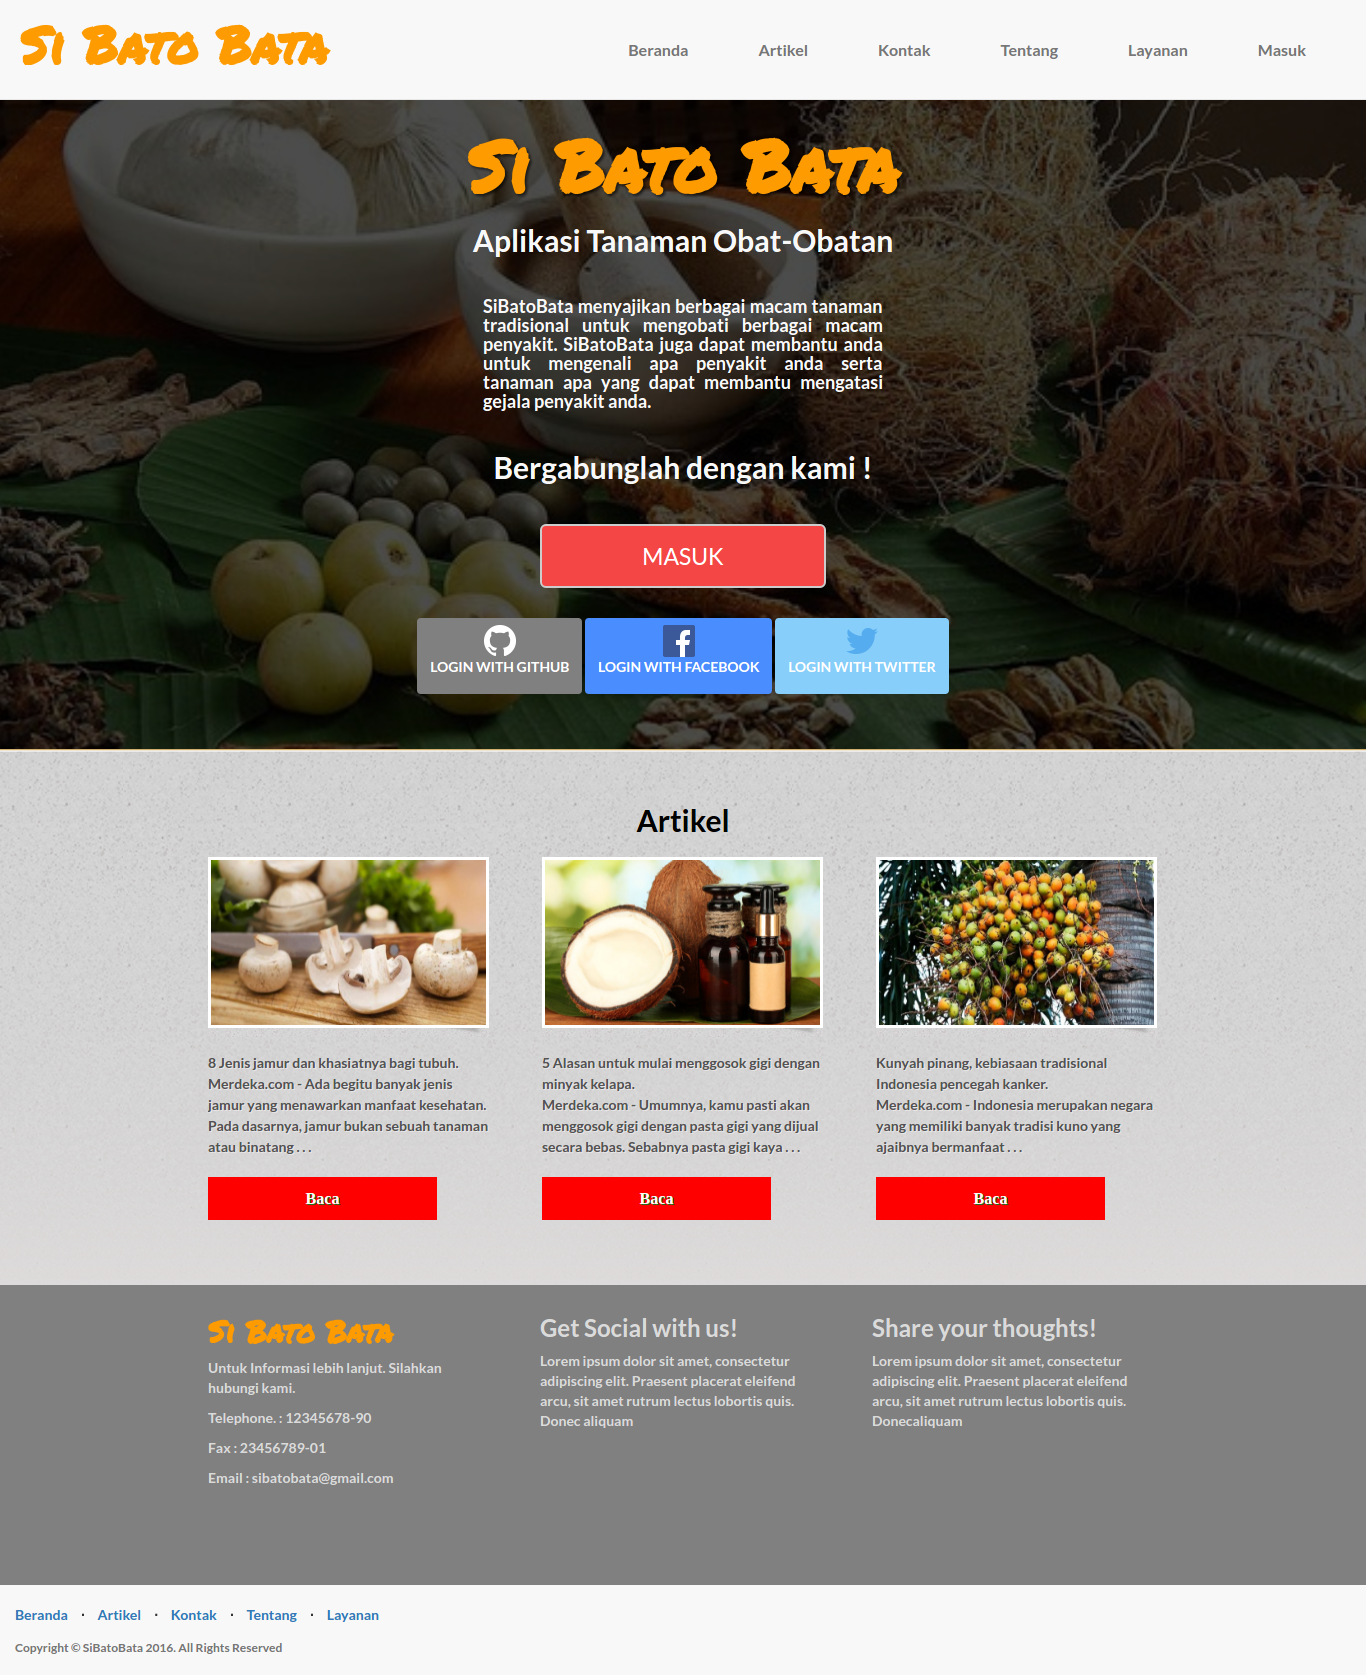 Si Bato Bata
Beranda Artikel Kontak Tentang Layanan Masuk
Si Bato Bata
Aplikasi Tanaman Obat-Obatan
SiBatoBata menyajikan berbagai macam tanaman
tradisional untuk mengobati berbagai macam
penyakit. SiBatoBata juga dapat membantu anda
untuk mengenali apa penyakit anda serta
tanaman apa yang dapat membantu mengatasi
gejala penyakit anda.
Bergabunglah dengan kami !
MASUK
LOGIN WITH GITHUB
LOGIN WITH FACEBOOK
LOGIN WITH TWITTER
Artikel
8 Jenis jamur dan khasiatnya bagi tubuh.
Merdeka.com - Ada begitu banyak jenis
jamur yang menawarkan manfaat kesehatan.
Pada dasarnya, jamur bukan sebuah tanaman
atau binatang . . .
Baca
5 Alasan untuk mulai menggosok gigi dengan
minyak kelapa.
Merdeka.com - Umumnya, kamu pasti akan
menggosok gigi dengan pasta gigi yang dijual
secara bebas. Sebabnya pasta gigi kaya . . .
Baca
Kunyah pinang, kebiasaan tradisional
Indonesia pencegah kanker.
Merdeka.com - Indonesia merupakan negara
yang memiliki banyak tradisi kuno yang
ajaibnya bermanfaat . . .
Baca
Si Bato Bata
Untuk Informasi lebih lanjut. Silahkan
hubungi kami.
Telephone. : 12345678-90
Fax : 23456789-01
Email : sibatobata@gmail.com
Get Social with us!
Lorem ipsum dolor sit amet, consectetur
adipiscing elit. Praesent placerat eleifend
arcu, sit amet rutrum lectus lobortis quis.
Donec aliquam
Share your thoughts!
Lorem ipsum dolor sit amet, consectetur
adipiscing elit. Praesent placerat eleifend
arcu, sit amet rutrum lectus lobortis quis.
Donecaliquam
Beranda · Artikel · Kontak · Tentang · Layanan
Copyright © SiBatoBata 2016. All Rights Reserved